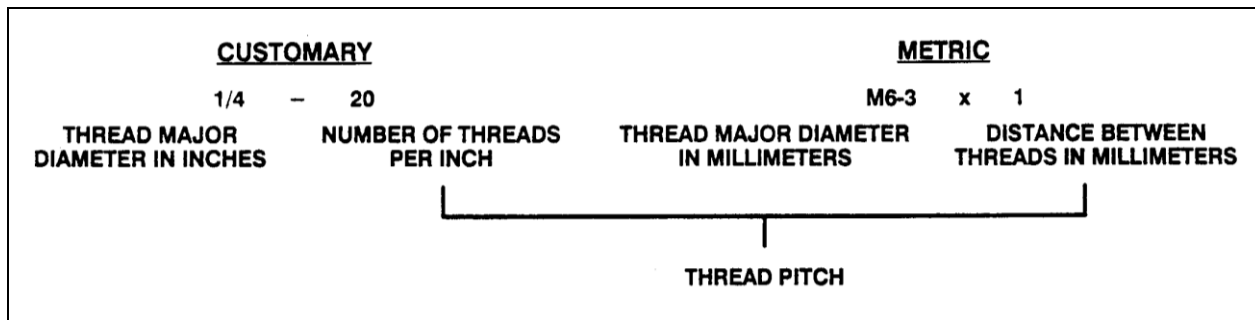 CUSTOMARY
1/4 – 20
THREAD MAJOR
DIAMETER IN INCHES
NUMBER OF THREADS
PER INCH
METRIC
M6-3 x 1
THREAD MAJOR DIAMETER
IN MILLIMETERS
DISTANCE BETWEEN
THREADS IN MILLIMETERS
THREAD PITCH